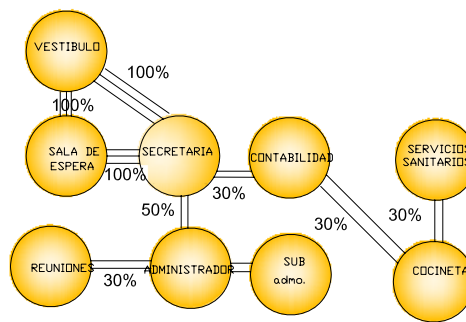 VESTIBULO
100%
100%
SALA DE
ESPERA
100%
SECRETARIA
CONTABILIDAD
SERVICIOS
SANITARIOS
30%
50%
30%
30%
REUNIONES
30%
ADMINISTRADOR
SUB
admo.
COCINETA